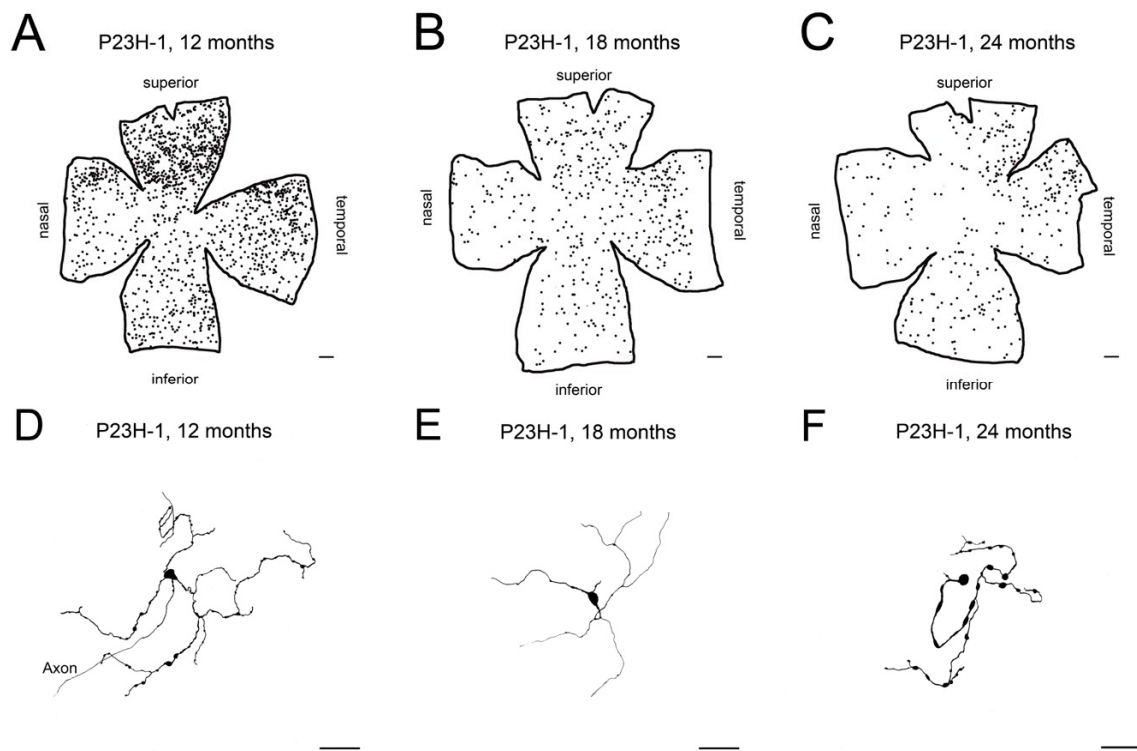 A
P23H-1, 12 months
superior
nasal
temporal
inferior
B
P23H-1, 18 months
superior
nasal
temporal
inferior
C
P23H-1, 24 months
superior
nasal
temporal
inferior
D
P23H-1, 12 months
Axon
E
P23H-1, 18 months
F
P23H-1, 24 months